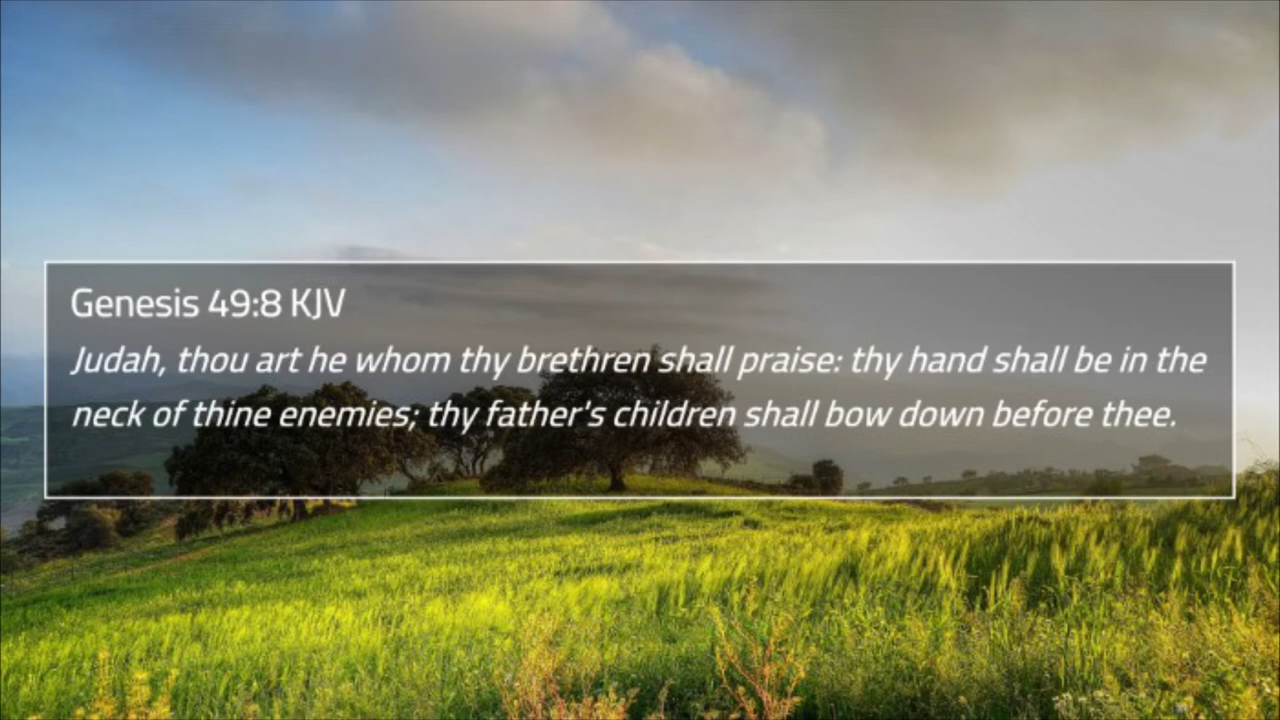 Genesis 49:8 KJV
Judah, thou art he whom thy brethren shall praise: thy hand shall be in the
neck of thine enemies; thy father's children shall bow down before thee.